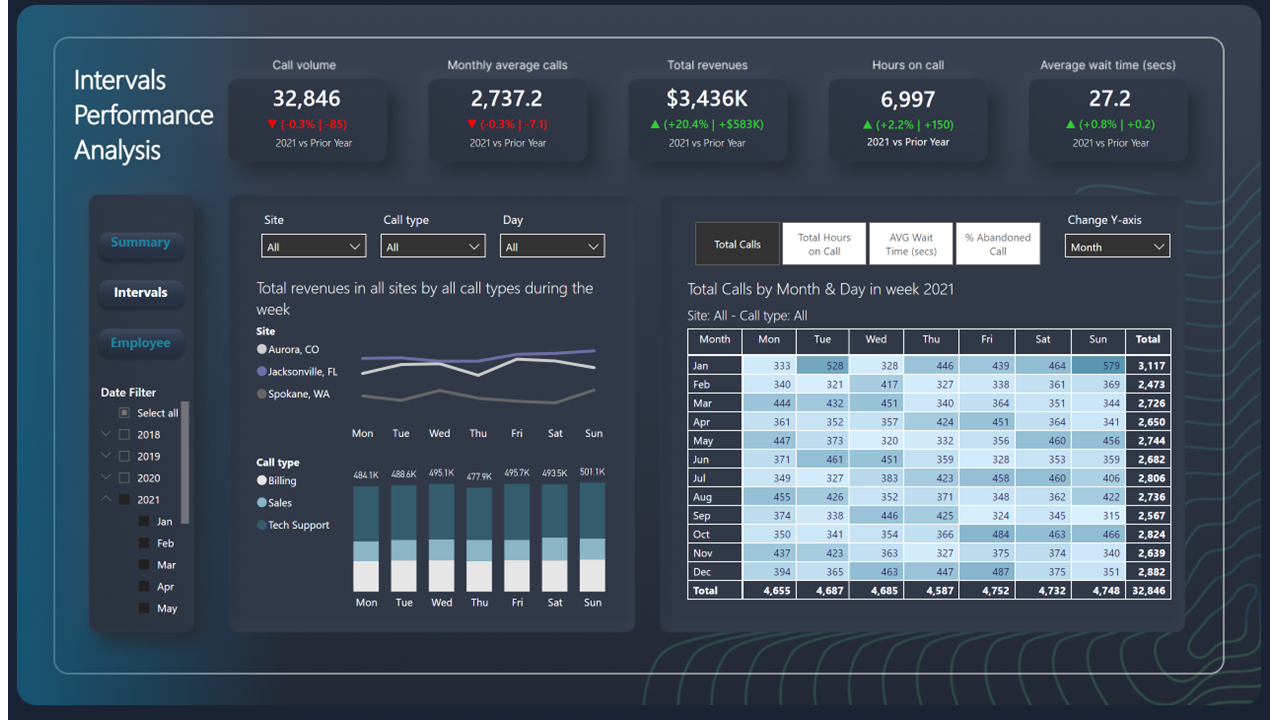 Intervals
Performance
Analysis
Call volume
32,846
▼ (-0.3% | -85)
2021 vs Prior Year
Monthly average calls
2,737.2
▼ (-0.3% | -7.1)
2021 vs Prior Year
Total revenues
$3,436K
▲ (+20.4% | +$583K)
2021 vs Prior Year
Hours on call
6,997
▲ (+2.2% | +150)
2021 vs Prior Year
Average wait time (secs)
27.2
▲ (+0.8% | +0.2)
2021 vs Prior Year
Summary
Intervals
Employee
Date Filter
Select all
2018
2019
2020
2021
Jan
Feb
Mar
Apr
May
Site
All
Call type
All
Day
All
Total revenues in all sites by all call types during the
week
Site
Aurora, CO
Jacksonville, FL
Spokane, WA
Mon Tue Wed Thu Fri Sat Sun
Call type
Billing
Sales
Tech Support
484.1K 488.6K 495.1K 477.9K 495.7K 493.5K 501.1K
Mon Tue Wed Thu Fri Sat Sun
Total Calls
Total Hours
on Call
AVG Wait
Time (secs)
% Abandoned
Call
Change Y-axis
Month
Total Calls by Month & Day in week 2021
Site: All - Call type: All
Month Mon Tue Wed Thu Fri Sat Sun Total
Jan 333 528 328 446 439 464 579 3,117
Feb 340 321 417 327 338 361 369 2,473
Mar 444 432 451 340 364 351 344 2,726
Apr 361 352 357 424 451 364 341 2,650
May 447 373 320 332 356 460 456 2,744
Jun 371 461 451 359 328 353 359 2,682
Jul 349 327 383 423 458 460 406 2,806
Aug 455 426 352 371 348 362 422 2,736
Sep 374 338 446 425 324 345 315 2,567
Oct 350 341 354 366 484 463 466 2,824
Nov 437 423 363 327 375 374 340 2,639
Dec 394 365 463 447 487 375 351 2,882
Total 4,655 4,687 4,685 4,587 4,752 4,732 4,748 32,846